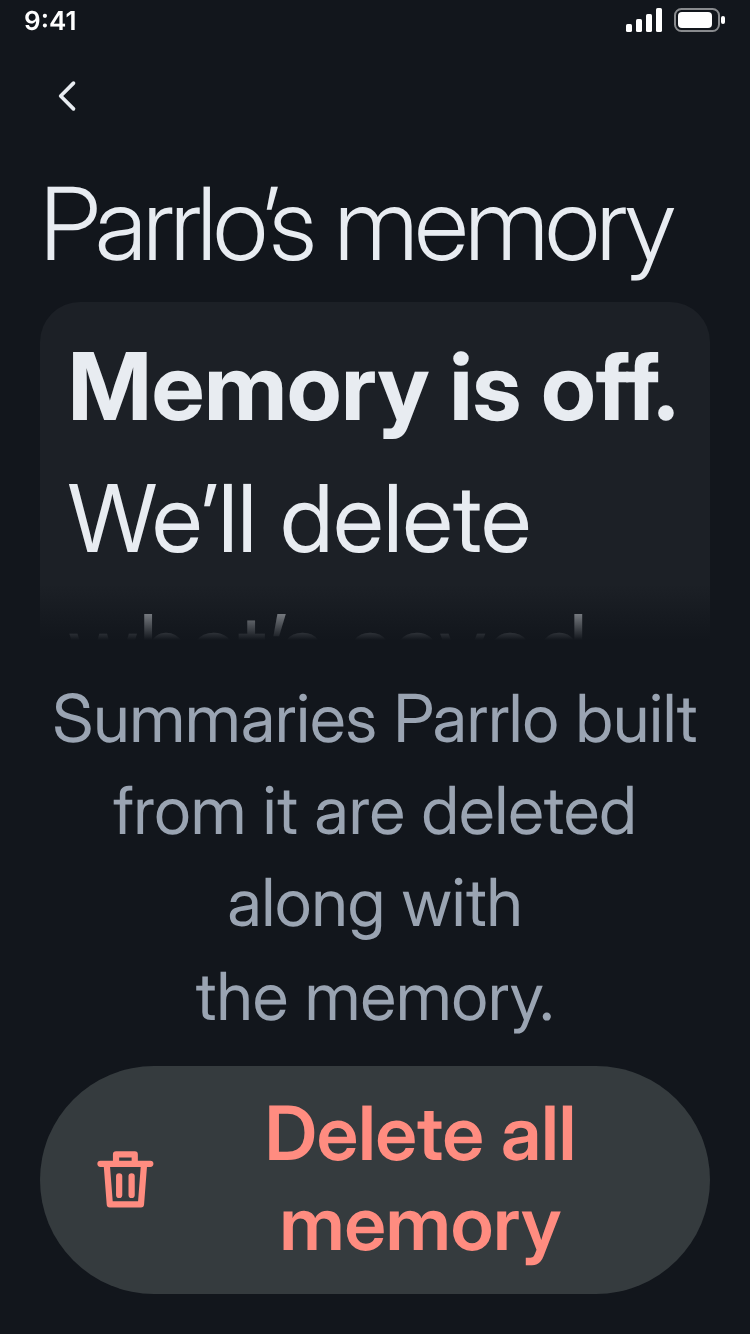 9:41
Parrlo’s memory
Memory is off.
We’ll delete
Summaries Parrlo built
from it are deleted
along with
the memory.
Delete all
memory